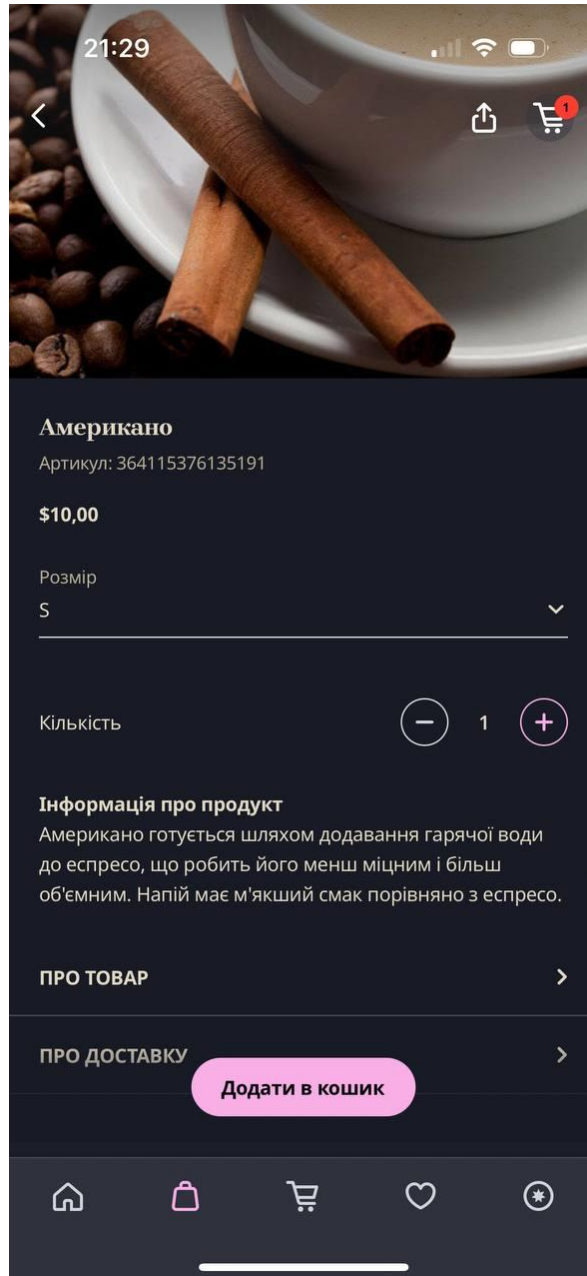 21:29
1
Американо
Артикул: 364115376135191
$10,00
Розмір
S
Кількість
1
Інформація про продукт
Американо готується шляхом додавання гарячої води
до еспресо, що робить його менш міцним і більш
об'ємним. Напій має м'якший смак порівняно з еспресо.
ПРО ТОВАР
ПРО ДОСТАВКУ
Додати в кошик